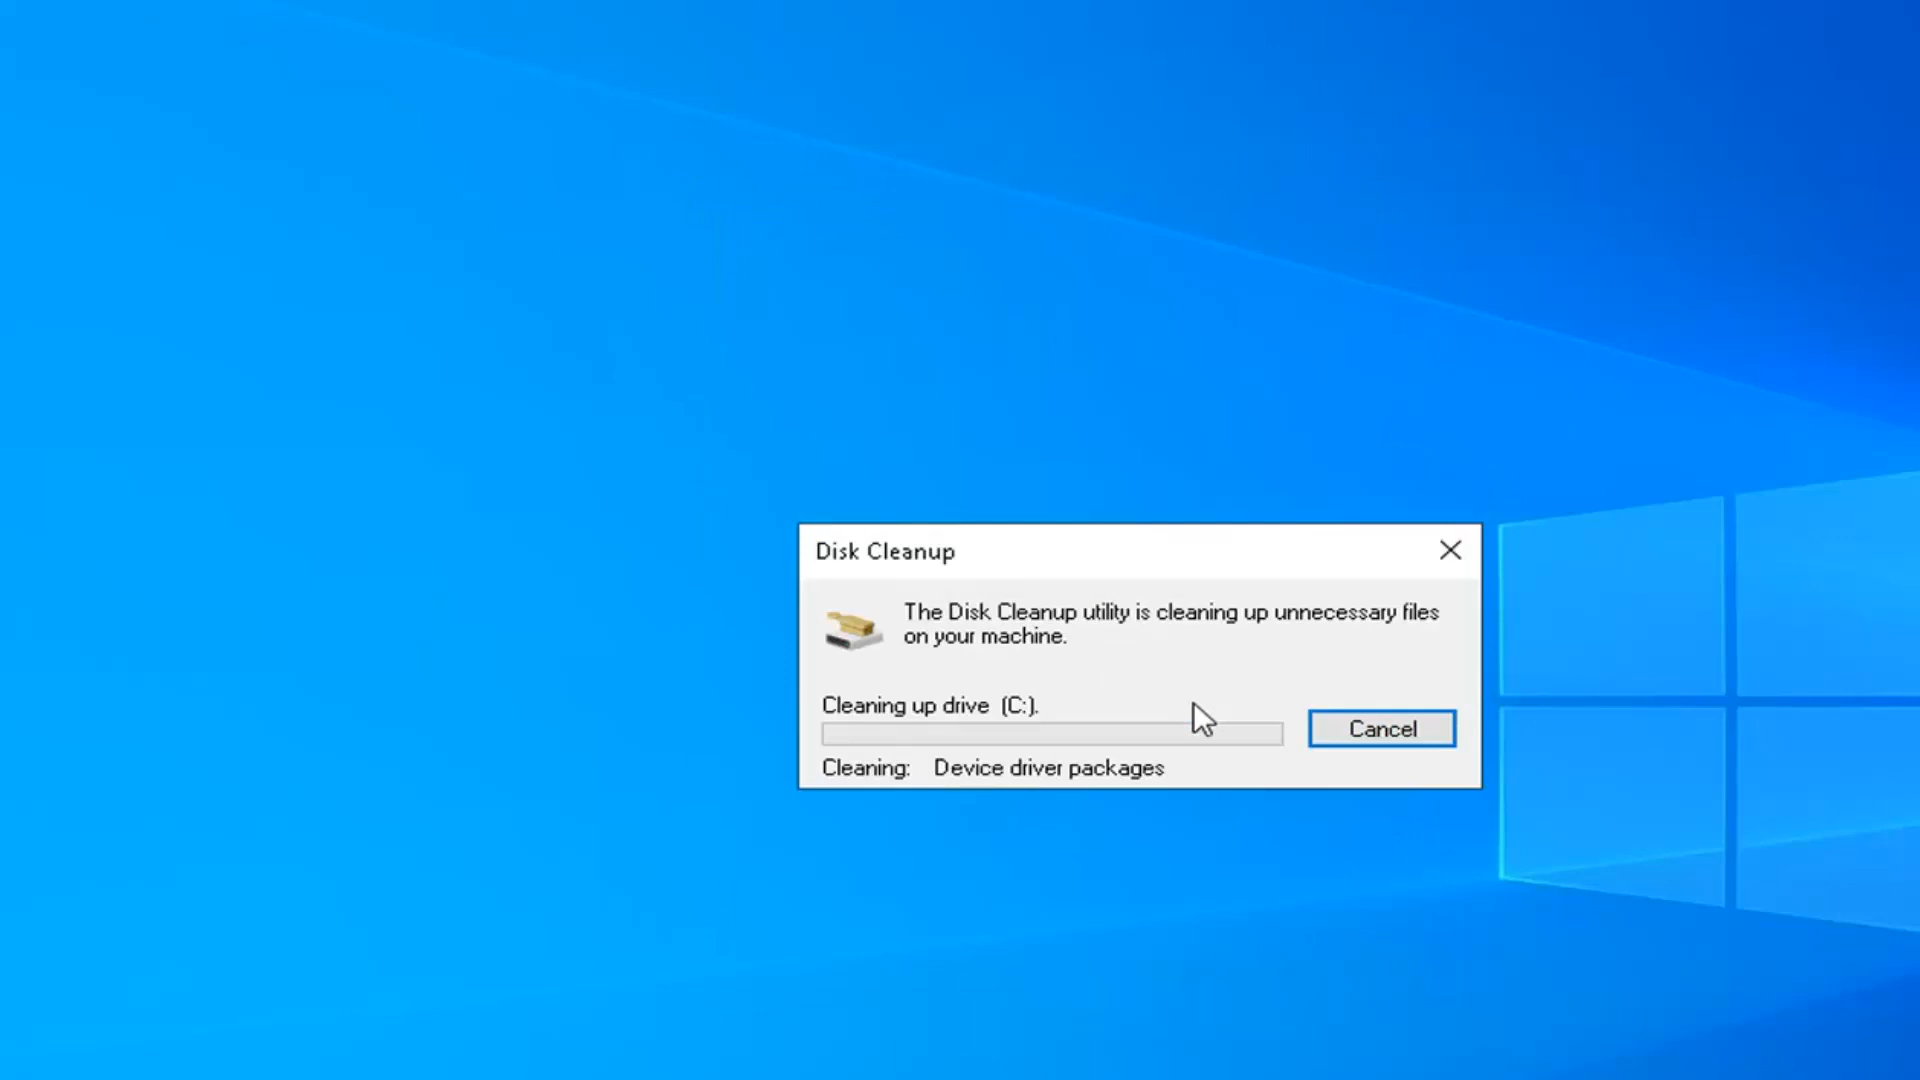 Disk Cleanup
The Disk Cleanup utility is cleaning up unnecessary files
on your machine.
Cleaning up drive  (C:).
Cancel
Cleaning:    Device driver packages